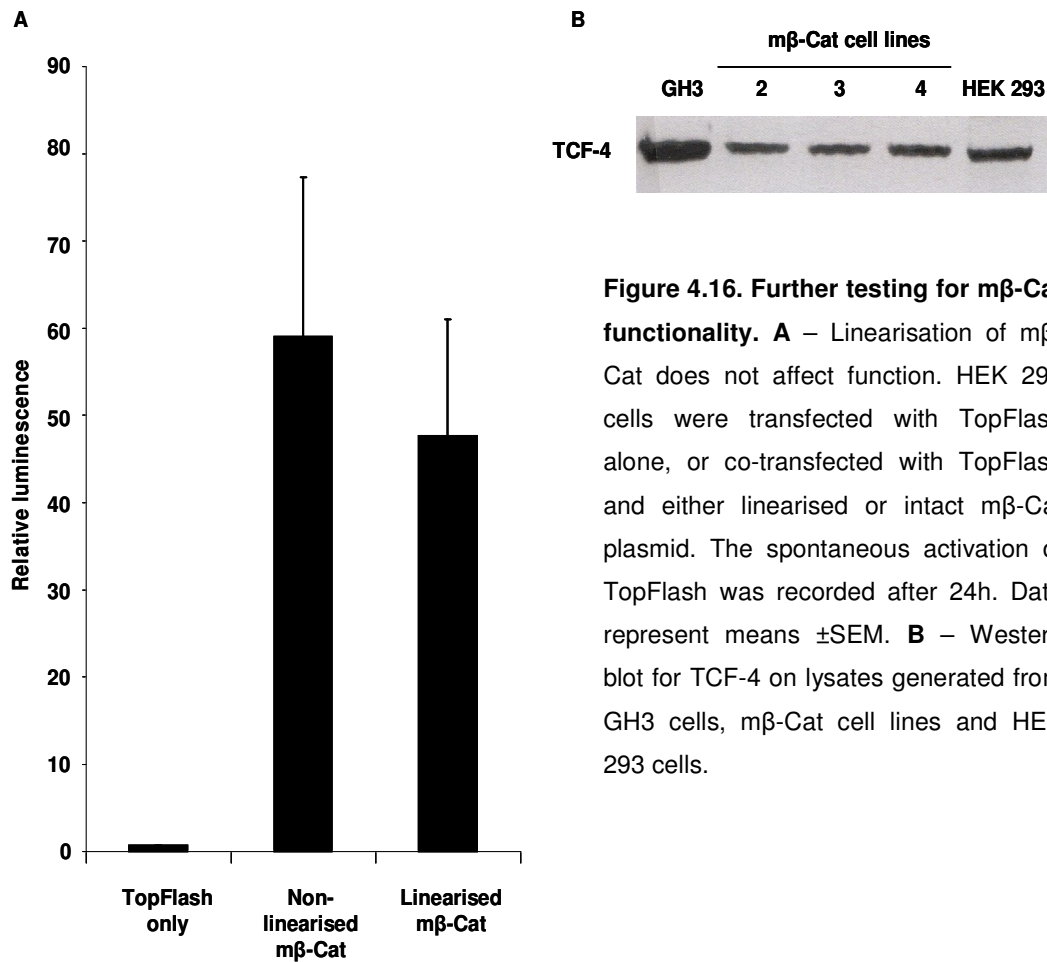 A
90
80
70
60
50
40
30
20
10
0
Relative luminescence
TopFlash
only
Non-
linearised
mβ-Cat
Linearised
mβ-Cat
B
mβ-Cat cell lines
GH3 2 3 4 HEK 293
TCF-4
Figure 4.16. Further testing for mβ-Ca
functionality. A – Linearisation of mβ
Cat does not affect function. HEK 29
cells were transfected with TopFlas
alone, or co-transfected with TopFlas
and either linearised or intact mβ-Ca
plasmid. The spontaneous activation o
TopFlash was recorded after 24h. Dat
represent means ±SEM. B – Wester
blot for TCF-4 on lysates generated fro
GH3 cells, mβ-Cat cell lines and HE
293 cells.